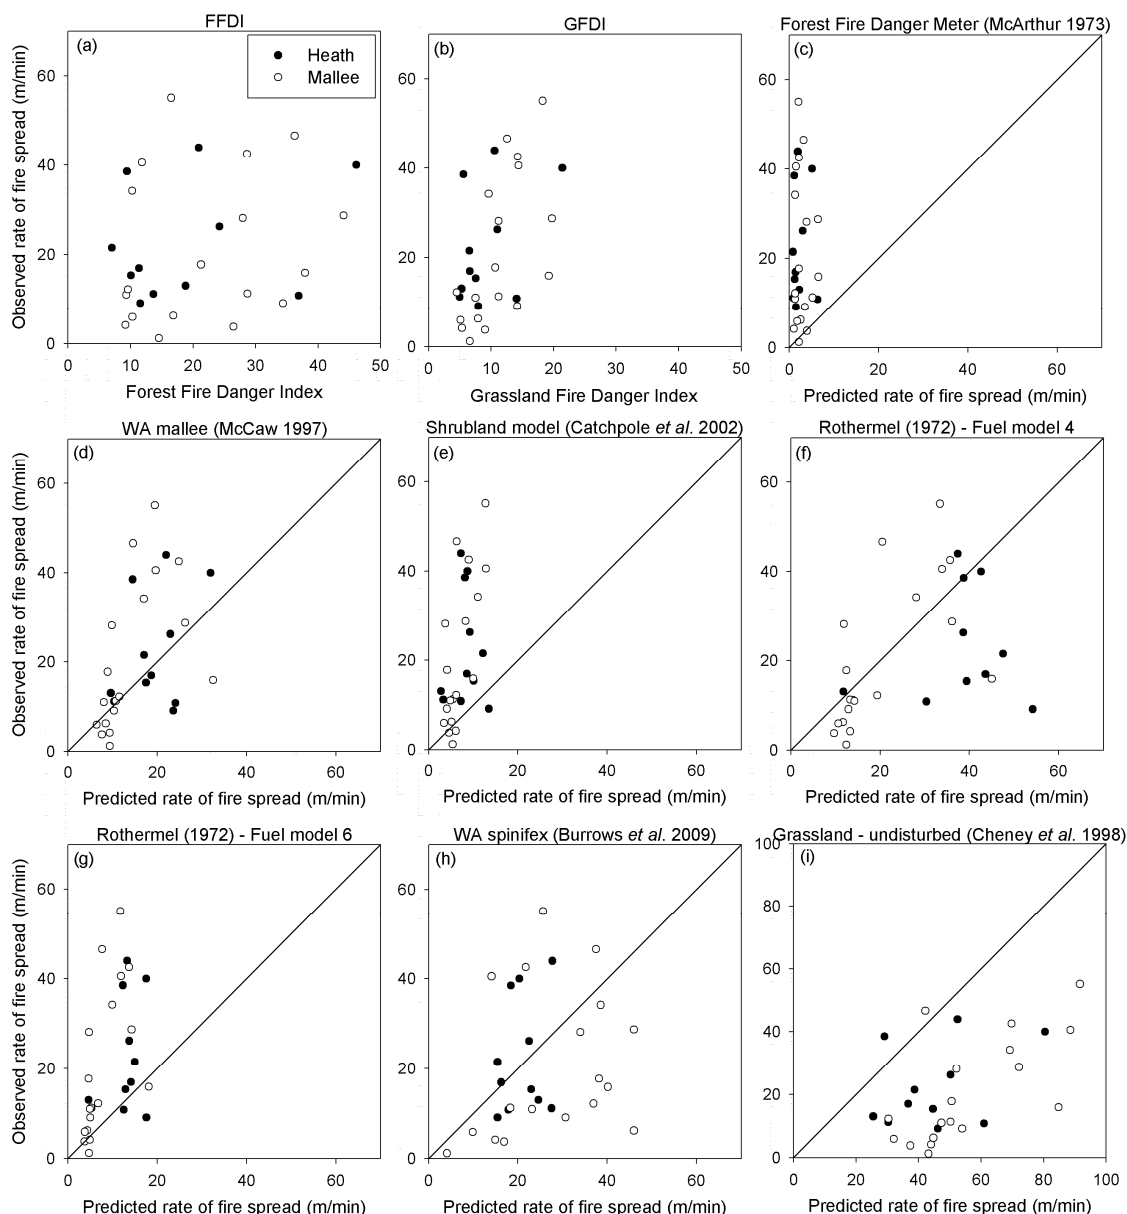 FFDI
(a)
Heath
Mallee
60
40
20
0
0 10 20 30 40 50
Forest Fire Danger Index
Observed rate of fire spread (m/min)
GFDI
(b)
60
40
20
0
0 10 20 30 40 50
Grassland Fire Danger Index
Forest Fire Danger Meter (McArthur 1973)
(c)
60
40
20
0
0 20 40 60
Predicted rate of fire spread (m/min)
WA mallee (McCaw 1997)
(d)
60
40
20
0
0 20 40 60
Predicted rate of fire spread (m/min)
Observed rate of fire spread (m/min)
Shrubland model (Catchpole et al. 2002)
(e)
60
40
20
0
0 20 40 60
Predicted rate of fire spread (m/min)
Rothermel (1972) - Fuel model 4
(f)
60
40
20
0
0 20 40 60
Predicted rate of fire spread (m/min)
Rothermel (1972) - Fuel model 6
(g)
60
40
20
0
0 20 40 60
Predicted rate of fire spread (m/min)
Observed rate of fire spread (m/min)
WA spinifex (Burrows et al. 2009)
(h)
60
40
20
0
0 20 40 60
Predicted rate of fire spread (m/min)
Grassland - undisturbed (Cheney et al. 1998)
(i)
100
80
60
40
20
0
0 20 40 60 80 100
Predicted rate of fire spread (m/min)